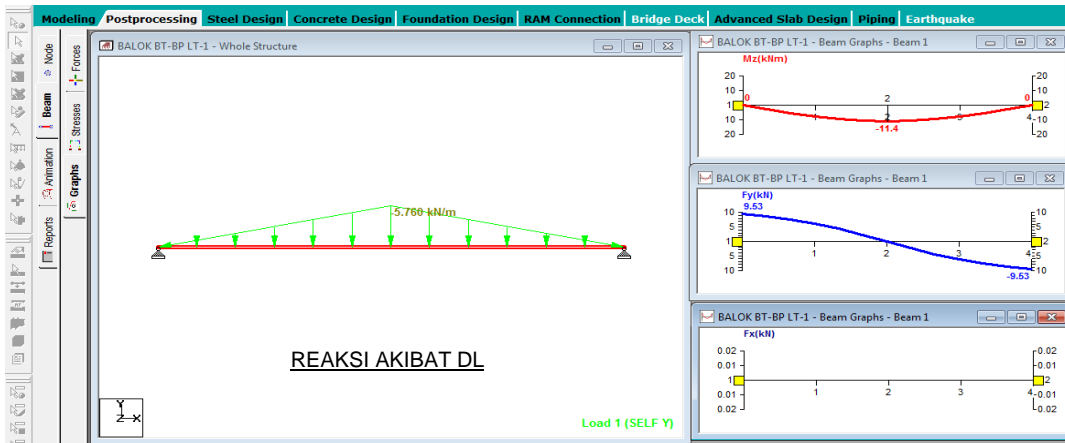 Modeling Postprocessing Steel Design Concrete Design Foundation Design RAM Connection Bridge Deck Advanced Slab Design Piping Earthquake
Node
Beam
Animation
Reports
Forces
Stresses
Graphs
BALOK BT-BP LT-1 - Whole Structure
-5.760 kN/m
REAKSI AKIBAT DL
Y
Z X
Load 1 (SELF Y)
BALOK BT-BP LT-1 - Beam Graphs - Beam 1
Mz(kNm)
20 20
10 0 2 0 10
1 2
10 1 2 3 4 10
20 -11.4 20
BALOK BT-BP LT-1 - Beam Graphs - Beam 1
Fy(kN)
9.53
10 10
5 5
1 2
5 1 2 3 4 5
10 10
-9.53
BALOK BT-BP LT-1 - Beam Graphs - Beam 1
Fx(kN)
0.02 0.02
0.01 0.01
1 2
0.01 1 2 3 4 0.01
0.02 0.02